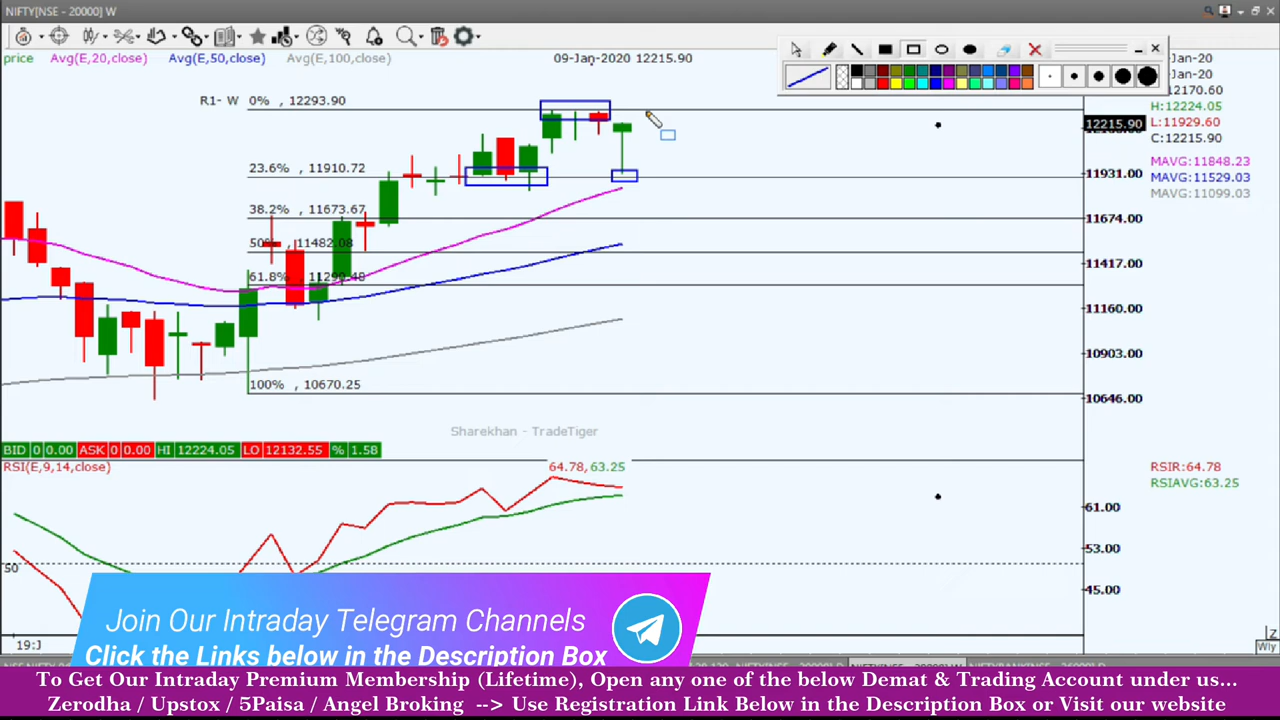 NIFTY[NSE - 20000] W
price Avg(E,20,close) Avg(E,50,close) Avg(E,100,close) 09-Jan-2020 12215.90
-Jan-20
-Jan-20
12170.60
H:12224.05
L:11929.60
C:12215.90
MAVG:11848.23
MAVG:11529.03
MAVG:11099.03
R1- W 0% , 12293.90
23.6% , 11910.72
38.2% , 11673.67
50% , 11482.08
61.8% , 11290.48
100% , 10670.25
12215.90
11931.00
11674.00
11417.00
11160.00
10903.00
10646.00
Sharekhan - TradeTiger
BID 0 0.00 ASK 0 0.00 HI 12224.05 LO 12132.55 % 1.58
RSI(E,9,14,close) 64.78, 63.25
RSIR:64.78
RSIAVG:63.25
61.00
53.00
45.00
50
19:J
Wly
Join Our Intraday Telegram Channels
Click the Links below in the Description Box
To Get Our Intraday Premium Membership (Lifetime), Open any one of the below Demat & Trading Account under us...
Zerodha / Upstox / 5Paisa / Angel Broking --> Use Registration Link Below in the Description Box or Visit our website